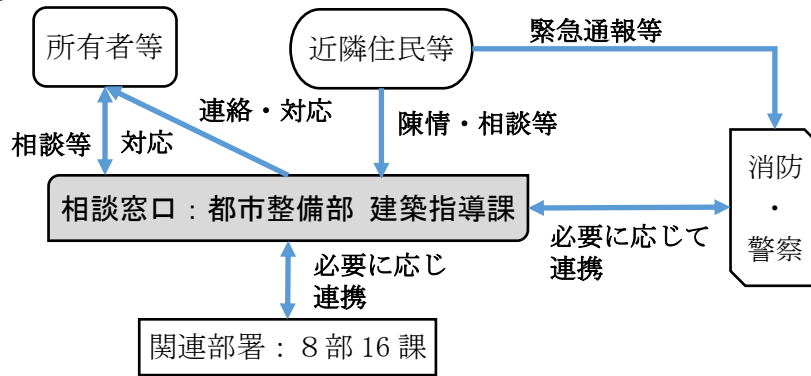 所有者等
近隣住民等
緊急通報等
連絡・対応
陳情・相談等
相談等
対応
消防
・
警察
相談窓口：都市整備部 建築指導課
必要に応じて
連携
必要に応じ
連携
関連部署：８部16課